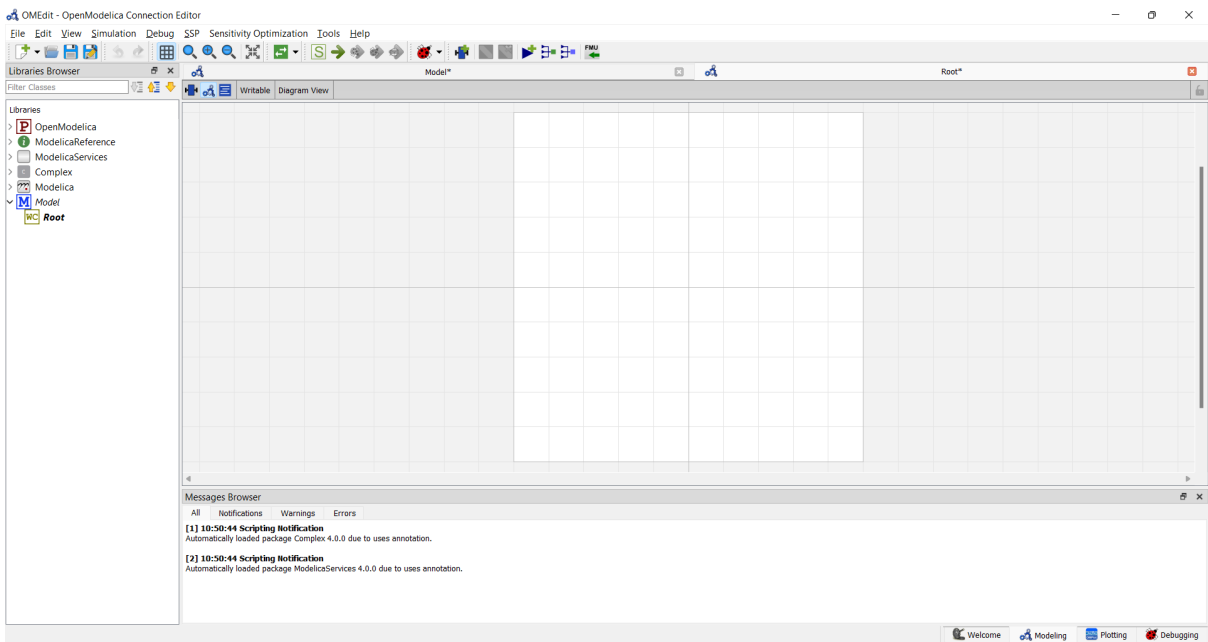 OMEdit - OpenModelica Connection Editor
File Edit View Simulation Debug SSP Sensitivity Optimization Tools Help
S FMU
Libraries Browser
Model*
Root*
Filter Classes
Writable Diagram View
Libraries
P OpenModelica
i ModelicaReference
ModelicaServices
C Complex
Modelica
M Model
WC Root
Messages Browser
All Notifications Warnings Errors
[1] 10:50:44 Scripting Notification
Automatically loaded package Complex 4.0.0 due to uses annotation.
[2] 10:50:44 Scripting Notification
Automatically loaded package ModelicaServices 4.0.0 due to uses annotation.
Welcome Modeling Plotting Debugging